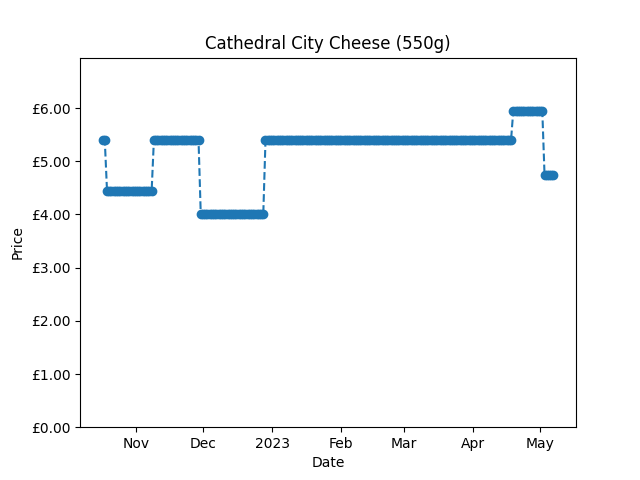 Cathedral City Cheese (550g)
£6.00
£5.00
£4.00
£3.00
£2.00
£1.00
£0.00
Price
Nov Dec 2023 Feb Mar Apr May
Date